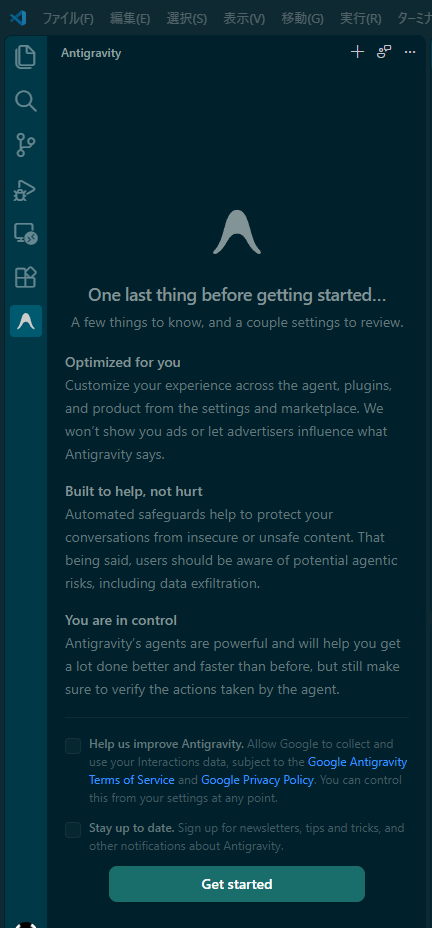 ファイル(F) 編集(E) 選択(S) 表示(V) 移動(G) 実行(R) ターミナ
Antigravity
One last thing before getting started...
A few things to know, and a couple settings to review.
Optimized for you
Customize your experience across the agent, plugins,
and product from the settings and marketplace. We
won't show you ads or let advertisers influence what
Antigravity says.
Built to help, not hurt
Automated safeguards help to protect your
conversations from insecure or unsafe content. That
being said, users should be aware of potential agentic
risks, including data exfiltration.
You are in control
Antigravity's agents are powerful and will help you get
a lot done better and faster than before, but still make
sure to verify the actions taken by the agent.
Help us improve Antigravity. Allow Google to collect and
use your Interactions data, subject to the Google Antigravity
Terms of Service and Google Privacy Policy. You can control
this from your settings at any point.
Stay up to date. Sign up for newsletters, tips and tricks, and
other notifications about Antigravity.
Get started